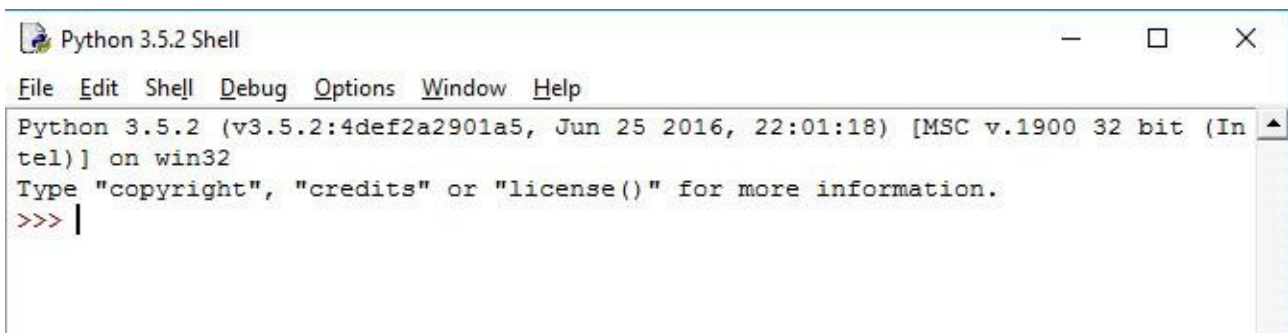 Python 3.5.2 Shell
File Edit Shell Debug Options Window Help
Python 3.5.2 (v3.5.2:4def2a2901a5, Jun 25 2016, 22:01:18) [MSC v.1900 32 bit (In
tel)] on win32
Type "copyright", "credits" or "license()" for more information.
>>>